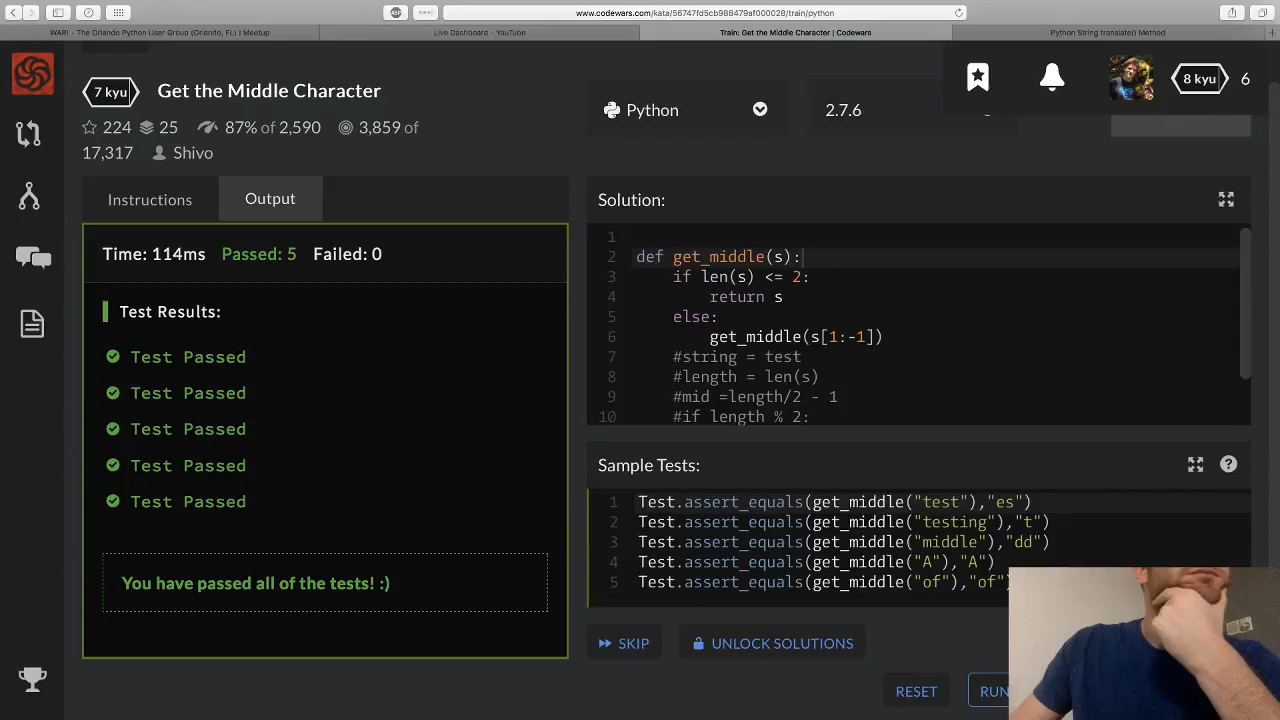 www.codewars.com/kata/56747fd5cb988479af000028/train/python
WARI - The Orlando Python User Group (Orlando, FL) | Meetup
Live Dashboard - YouTube
Train: Get the Middle Character | Codewars
Python String translate() Method
7 kyu
Get the Middle Character
224 25 87% of 2,590 3,859 of
17,317 Shivo
Python
2.7.6
8 kyu
6
Instructions
Output
Time: 114ms Passed: 5 Failed: 0
Test Results:
Test Passed
Test Passed
Test Passed
Test Passed
Test Passed
You have passed all of the tests! :)
Solution:
1
2 def get_middle(s):
3 if len(s) <= 2:
4 return s
5 else:
6 get_middle(s[1:-1])
7 #string = test
8 #length = len(s)
9 #mid =length/2 - 1
10 #if length % 2:
Sample Tests:
1 Test.assert_equals(get_middle("test"),"es")
2 Test.assert_equals(get_middle("testing"),"t")
3 Test.assert_equals(get_middle("middle"),"dd")
4 Test.assert_equals(get_middle("A"),"A")
5 Test.assert_equals(get_middle("of"),"of")
SKIP
UNLOCK SOLUTIONS
RESET
RUN